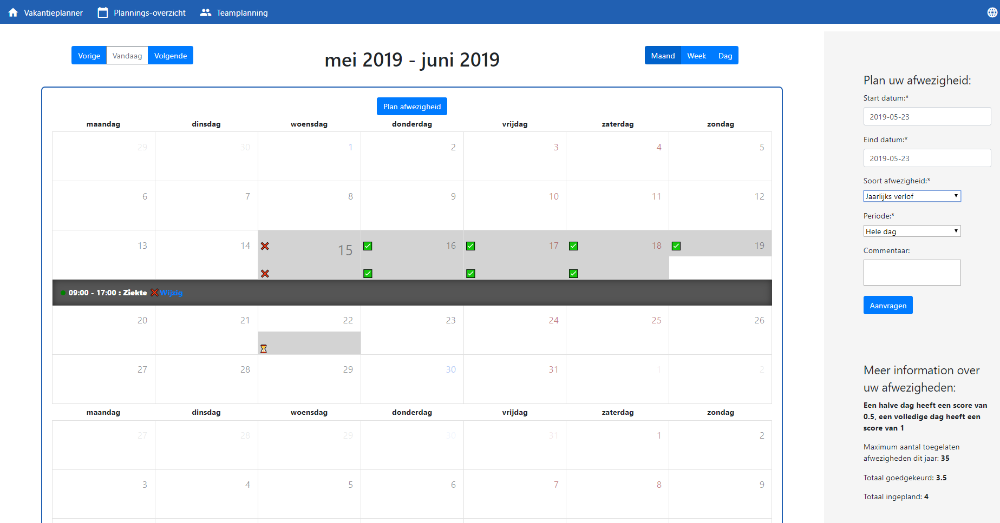 Vakantieplanner Plannings-overzicht Teamplanning
Vorige Vandaag Volgende
mei 2019 - juni 2019
Maand Week Dag
Plan afwezigheid
maandag dinsdag woensdag donderdag vrijdag zaterdag zondag
29 30 1 2 3 4 5
6 7 8 9 10 11 12
13 14 15 16 17 18 19
09:00 - 17:00 : Ziekte Wijzig
20 21 22 23 24 25 26
27 28 29 30 31 1 2
maandag dinsdag woensdag donderdag vrijdag zaterdag zondag
27 28 29 30 31 1 2
3 4 5 6 7 8 9
Plan uw afwezigheid:
Start datum:*
2019-05-23
Eind datum:*
2019-05-23
Soort afwezigheid:*
Jaarlijks verlof
Periode:*
Hele dag
Commentaar:
Aanvragen
Meer information over
uw afwezigheden:
Een halve dag heeft een score van
0.5, een volledige dag heeft een
score van 1
Maximum aantal toegelaten
afwezigheden dit jaar: 35
Totaal goedgekeurd: 3.5
Totaal ingepland: 4